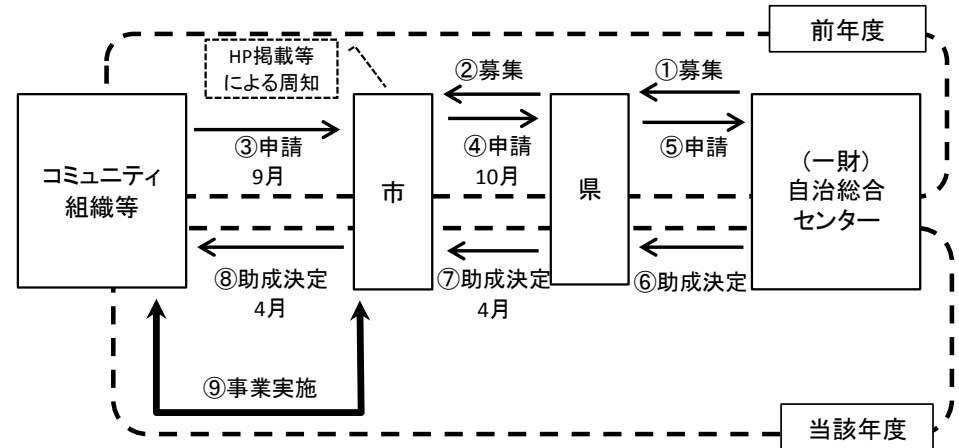 前年度
HP掲載等
による周知
②募集
①募集
③申請
9月
④申請
10月
⑤申請
コミュニティ
組織等
市
県
(一財)
自治総合
センター
⑧助成決定
4月
⑦助成決定
4月
⑥助成決定
⑨事業実施
当該年度